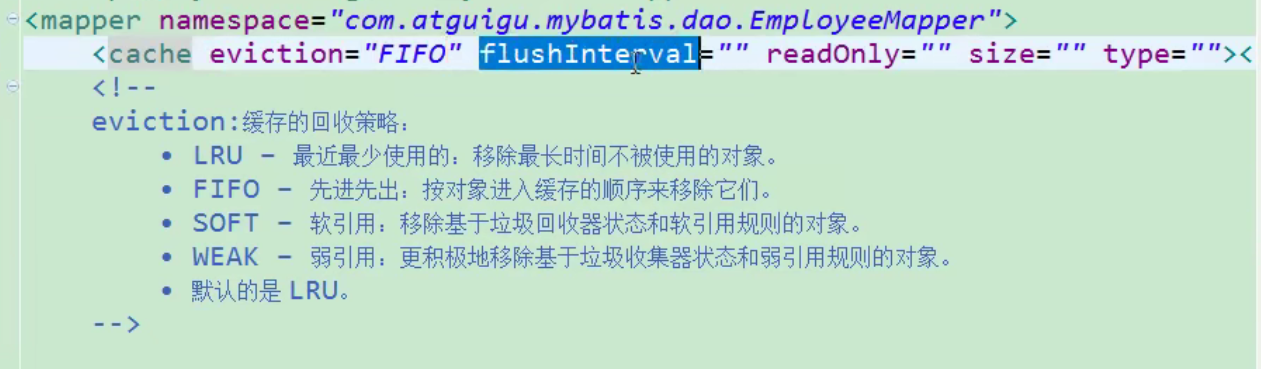 <mapper namespace="com.atguigu.mybatis.dao.EmployeeMapper">
<cache eviction="FIFO" flushInterval="" readOnly="" size="" type=""><
<!--
eviction:缓存的回收策略：
• LRU – 最近最少使用的：移除最长时间不被使用的对象。
• FIFO – 先进先出：按对象进入缓存的顺序来移除它们。
• SOFT – 软引用：移除基于垃圾回收器状态和软引用规则的对象。
• WEAK – 弱引用：更积极地移除基于垃圾收集器状态和弱引用规则的对象。
• 默认的是 LRU。
-->